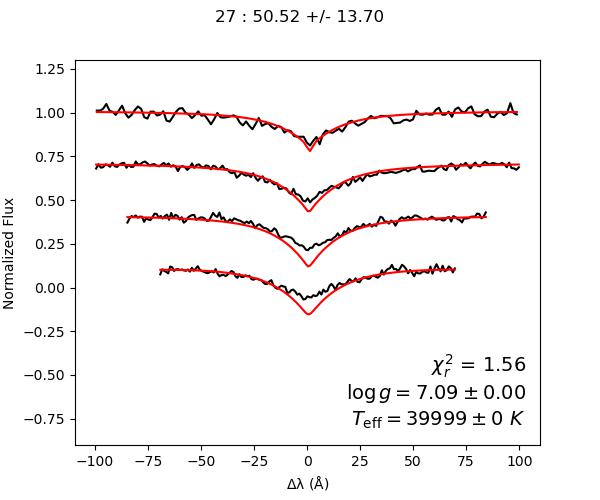 27 : 50.52 +/- 13.70
1.25
1.00
0.75
0.50
0.25
0.00
−0.25
−0.50
−0.75
Normalized Flux
χ²ᵣ = 1.56
log g = 7.09 ± 0.00
T_eff = 39999 ± 0 K
−100 −75 −50 −25 0 25 50 75 100
Δλ (Å)